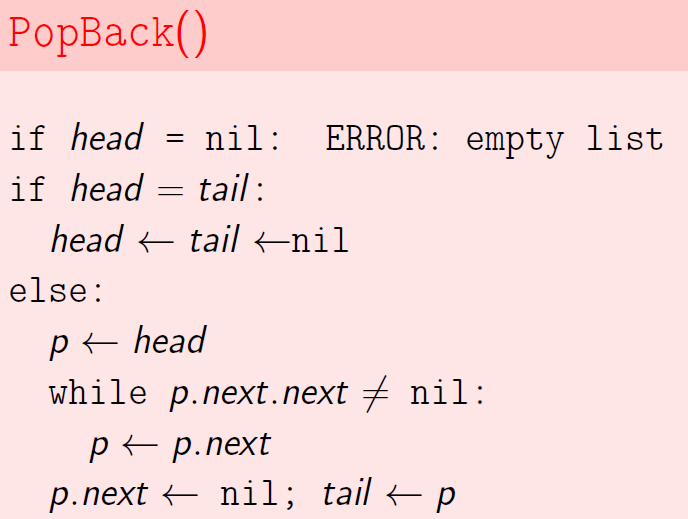 PopBack()
if head = nil: ERROR: empty list
if head = tail:
head ← tail ←nil
else:
p ← head
while p.next.next ≠ nil:
p ← p.next
p.next ← nil; tail ← p